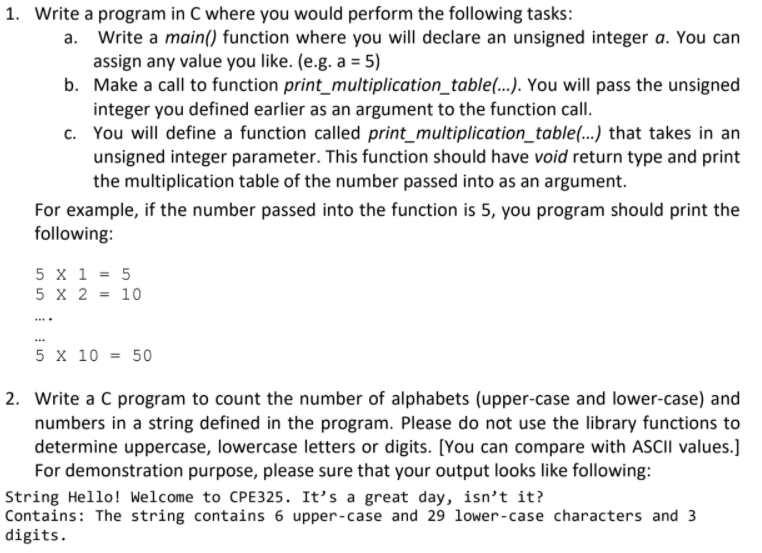 1. Write a program in C where you would perform the following tasks:
a. Write a main() function where you will declare an unsigned integer a. You can
assign any value you like. (e.g. a = 5)
b. Make a call to function print_multiplication_table(…). You will pass the unsigned
integer you defined earlier as an argument to the function call.
c. You will define a function called print_multiplication_table(…) that takes in an
unsigned integer parameter. This function should have void return type and print
the multiplication table of the number passed into as an argument.
For example, if the number passed into the function is 5, you program should print the
following:
5 X 1 = 5
5 X 2 = 10
….
…
5 X 10 = 50
2. Write a C program to count the number of alphabets (upper-case and lower-case) and
numbers in a string defined in the program. Please do not use the library functions to
determine uppercase, lowercase letters or digits. [You can compare with ASCII values.]
For demonstration purpose, please sure that your output looks like following:
String Hello! Welcome to CPE325. It’s a great day, isn’t it?
Contains: The string contains 6 upper-case and 29 lower-case characters and 3
digits.